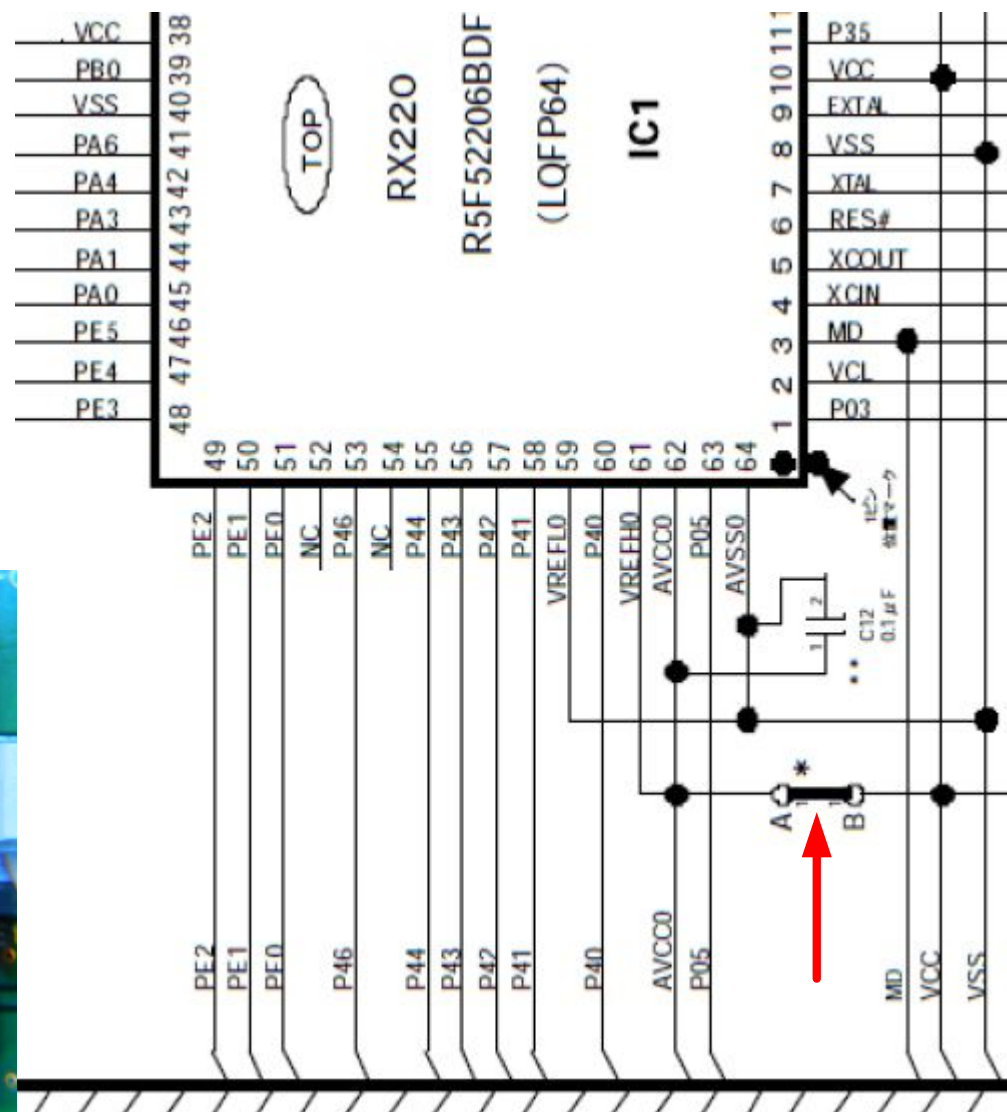 VCC
PB0
VSS
PA6
PA4
PA3
PA1
PA0
PE5
PE4
PE3
38
39
40
41
42
43
44
45
46
47
48
TOP
RX220
R5F52206BDF
(LQFP64)
IC1
11
10
9
8
7
6
5
4
3
2
1
P35
VCC
EXTAL
VSS
XTAL
RES#
XCOUT
XCIN
MD
VCL
P03
49
50
51
52
53
54
55
56
57
58
59
60
61
62
63
64
PE2
PE1
PE0
NC
P46
NC
P44
P43
P42
P41
VREFL0
P40
VREFH0
AVCC0
P05
AVSS0
1ピン
位置マーク
1
2
C12
0.1μF
**
*
A
1
1
B
PE2
PE1
PE0
P46
P44
P43
P42
P41
P40
AVCC0
P05
MD
VCC
VSS